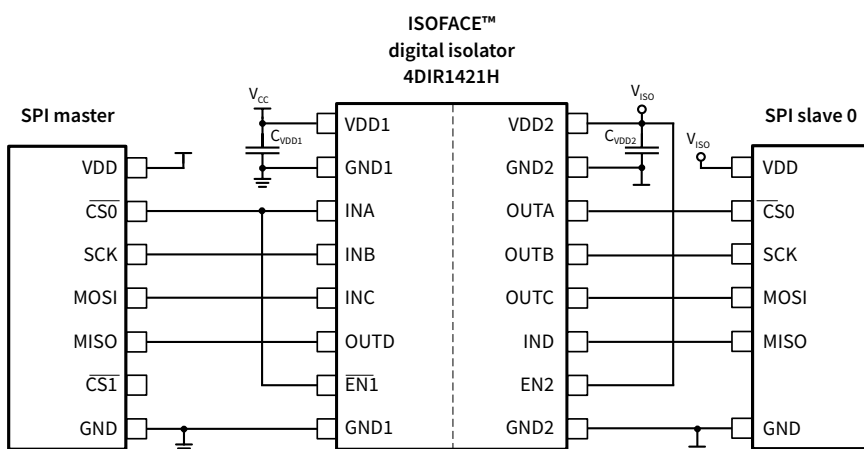 ISOFACE™
digital isolator
4DIR1421H
SPI master
VDD
CS0
SCK
MOSI
MISO
CS1
GND
VCC
CVDD1
VDD1
GND1
INA
INB
INC
OUTD
EN1
GND1
VDD2
GND2
OUTA
OUTB
OUTC
IND
EN2
GND2
VISO
CVDD2
VISO
SPI slave 0
VDD
CS0
SCK
MOSI
MISO
GND